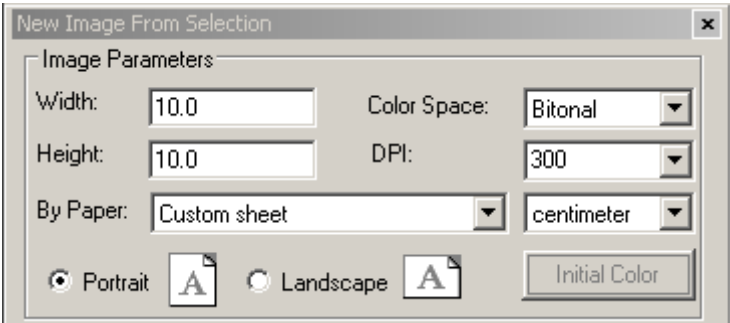 New Image From Selection
Image Parameters
Width: 10.0 Color Space: Bitonal
Height: 10.0 DPI: 300
By Paper: Custom sheet centimeter
Portrait A Landscape A Initial Color